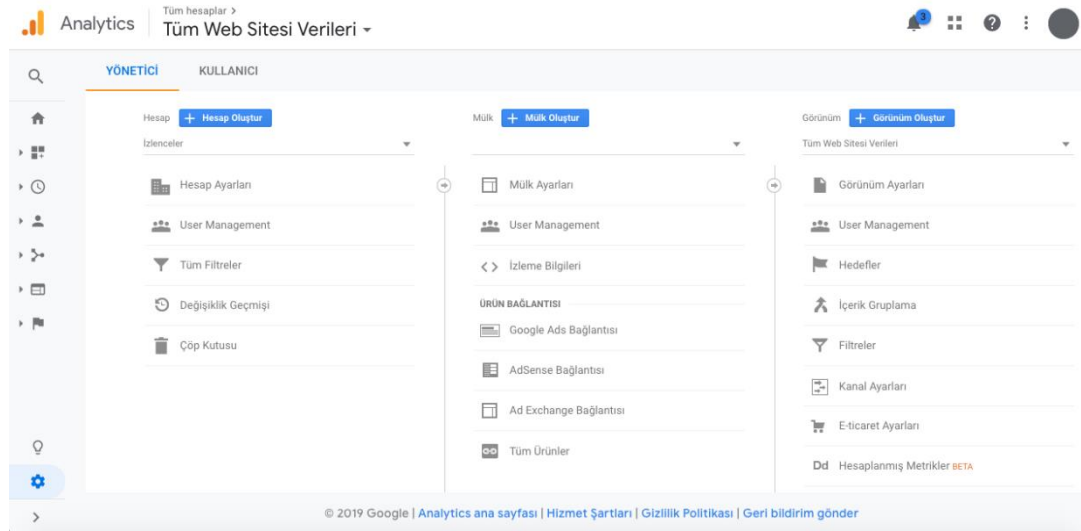 Analytics
Tüm hesaplar >
Tüm Web Sitesi Verileri
3
YÖNETİCİ
KULLANICI
Hesap
+ Hesap Oluştur
İzlenceler
Hesap Ayarları
User Management
Tüm Filtreler
Değişiklik Geçmişi
Çöp Kutusu
Mülk
+ Mülk Oluştur
Mülk Ayarları
User Management
<> İzleme Bilgileri
ÜRÜN BAĞLANTISI
Google Ads Bağlantısı
AdSense Bağlantısı
Ad Exchange Bağlantısı
Tüm Ürünler
Görünüm
+ Görünüm Oluştur
Tüm Web Sitesi Verileri
Görünüm Ayarları
User Management
Hedefler
İçerik Gruplama
Filtreler
Kanal Ayarları
E-ticaret Ayarları
Dd Hesaplanmış Metrikler BETA
© 2019 Google | Analytics ana sayfası | Hizmet Şartları | Gizlilik Politikası | Geri bildirim gönder